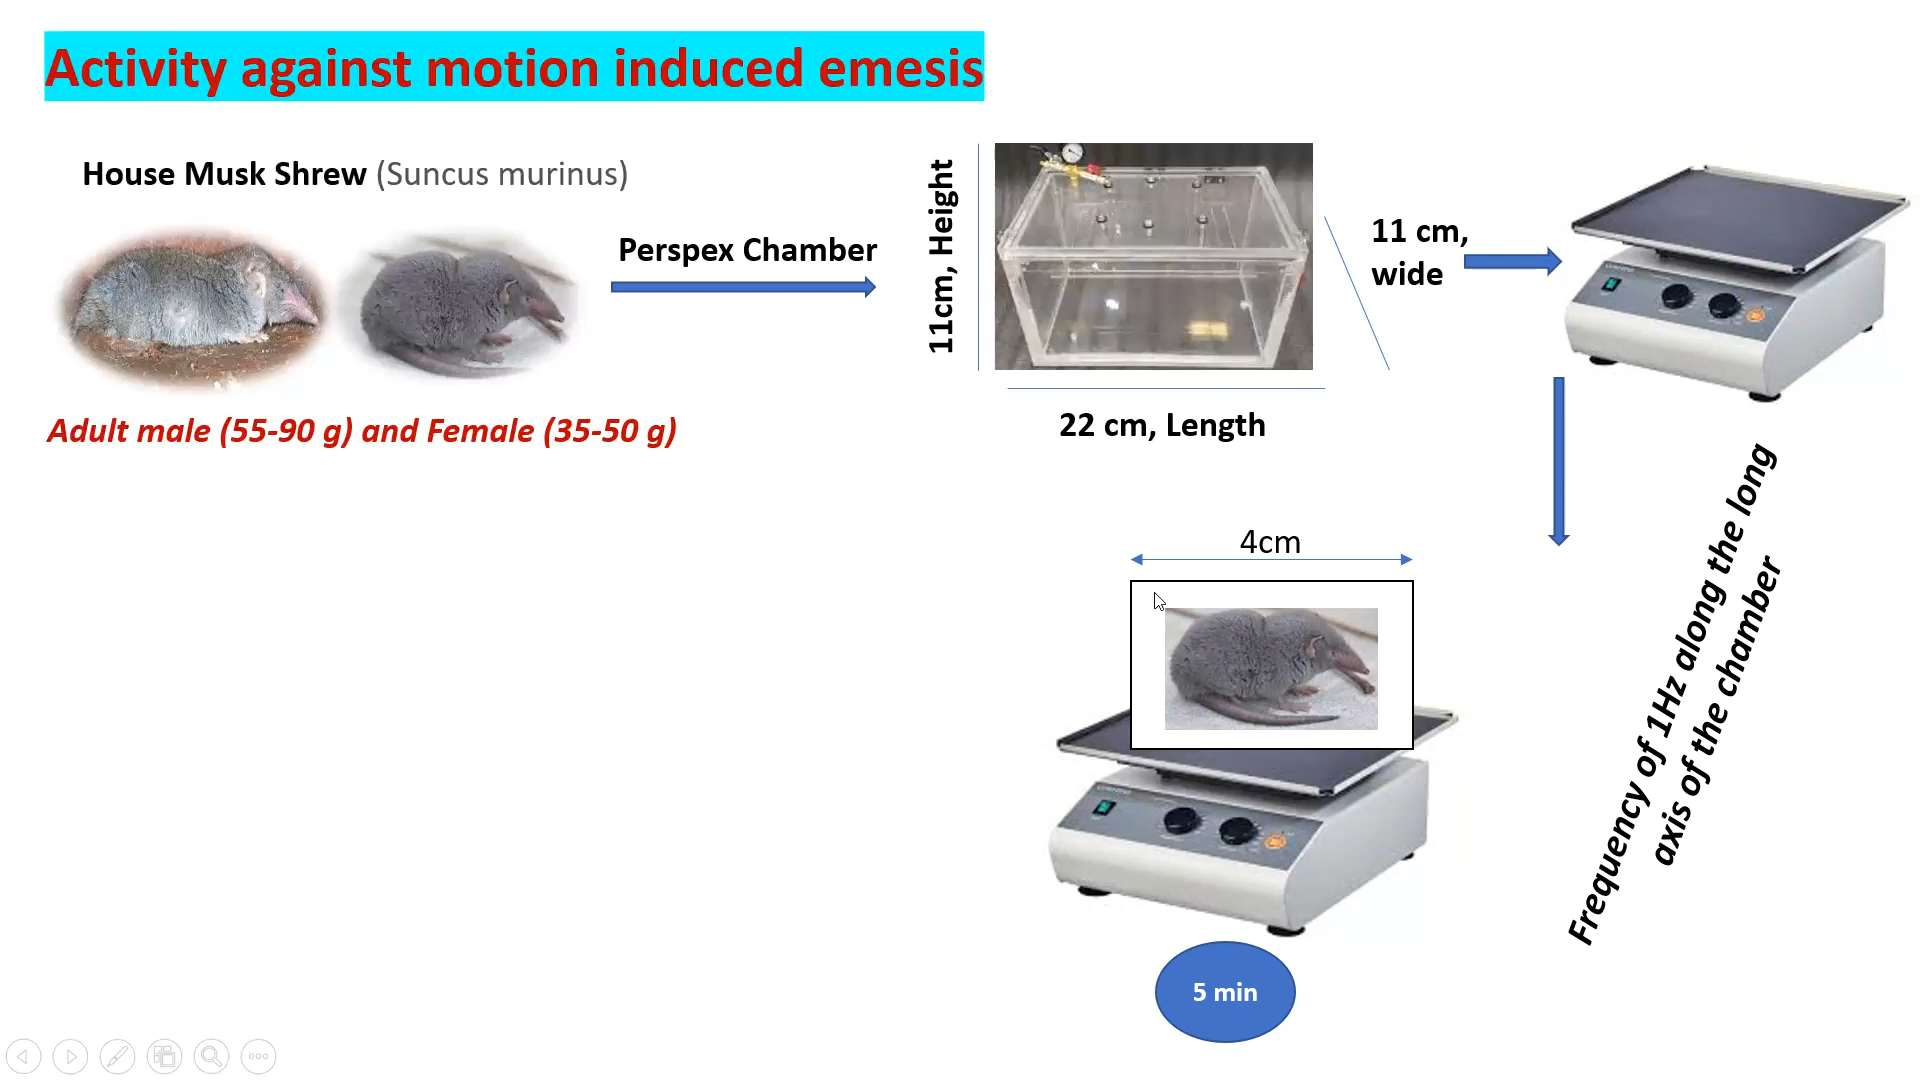 Activity against motion induced emesis
House Musk Shrew (Suncus murinus)
Perspex Chamber
11cm, Height
11 cm,
wide
22 cm, Length
Adult male (55-90 g) and Female (35-50 g)
4cm
Frequency of 1Hz along the long
axis of the chamber
5 min